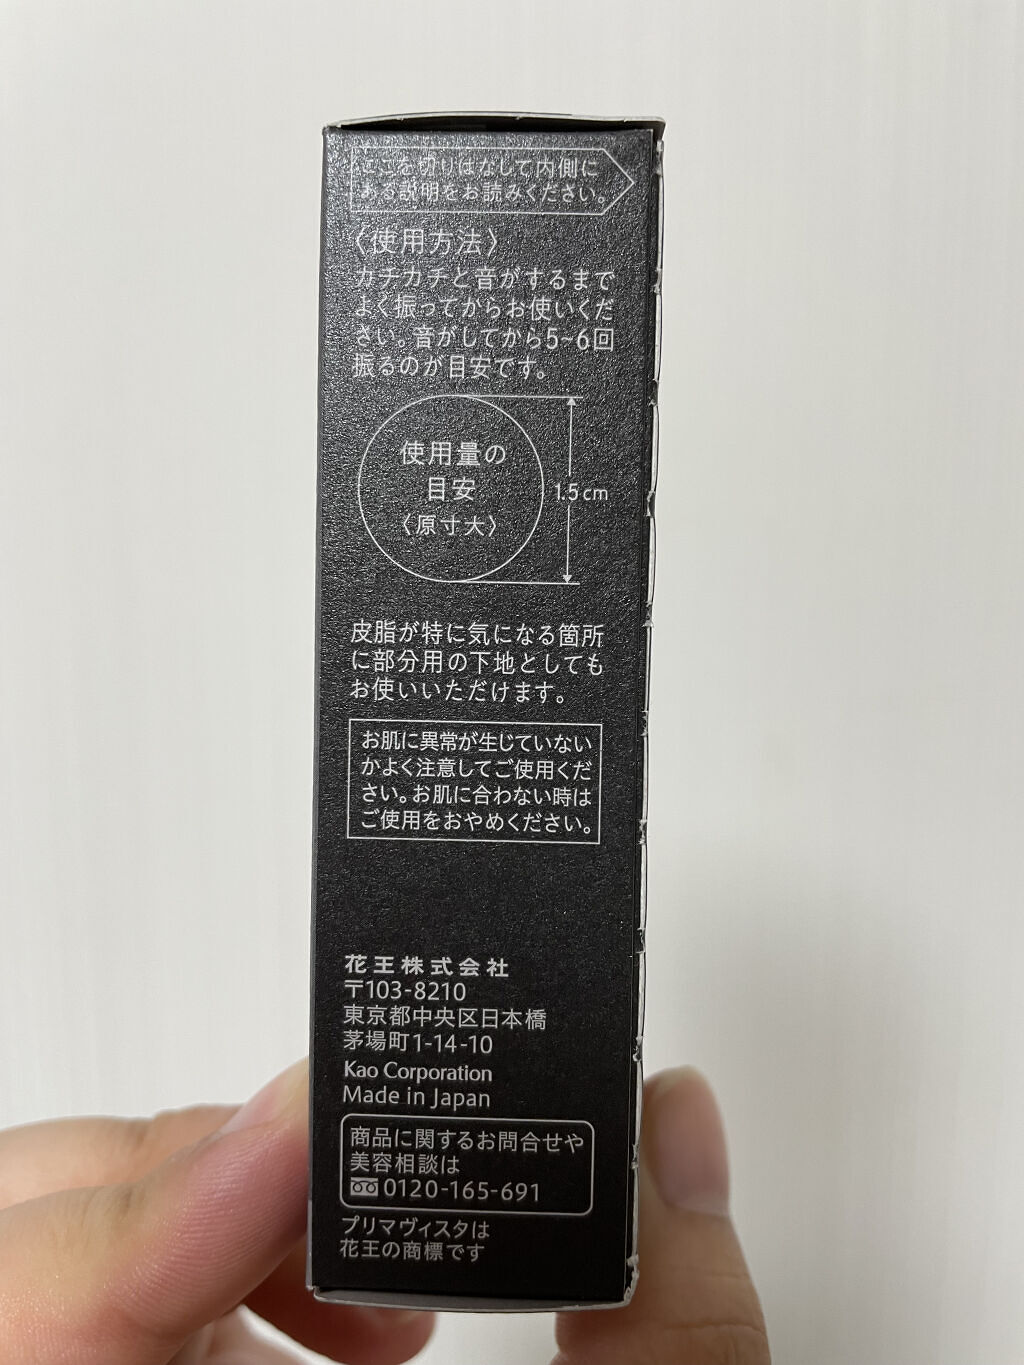 ここを切りはなして内側に
ある説明をお読みください。
〈使用方法〉
カチカチと音がするまで
よく振ってからお使いくだ
さい。音がしてから5~6回
振るのが目安です。
使用量の
目安
〈原寸大〉
1.5cm
皮脂が特に気になる箇所
に部分用の下地としても
お使いいただけます。
お肌に異常が生じていない
かよく注意してご使用くだ
さい。お肌に合わない時は
ご使用をおやめください。
花王株式会社
〒103-8210
東京都中央区日本橋
茅場町1-14-10
Kao Corporation
Made in Japan
商品に関するお問合せや
美容相談は
0120-165-691
プリマヴィスタは
花王の商標です